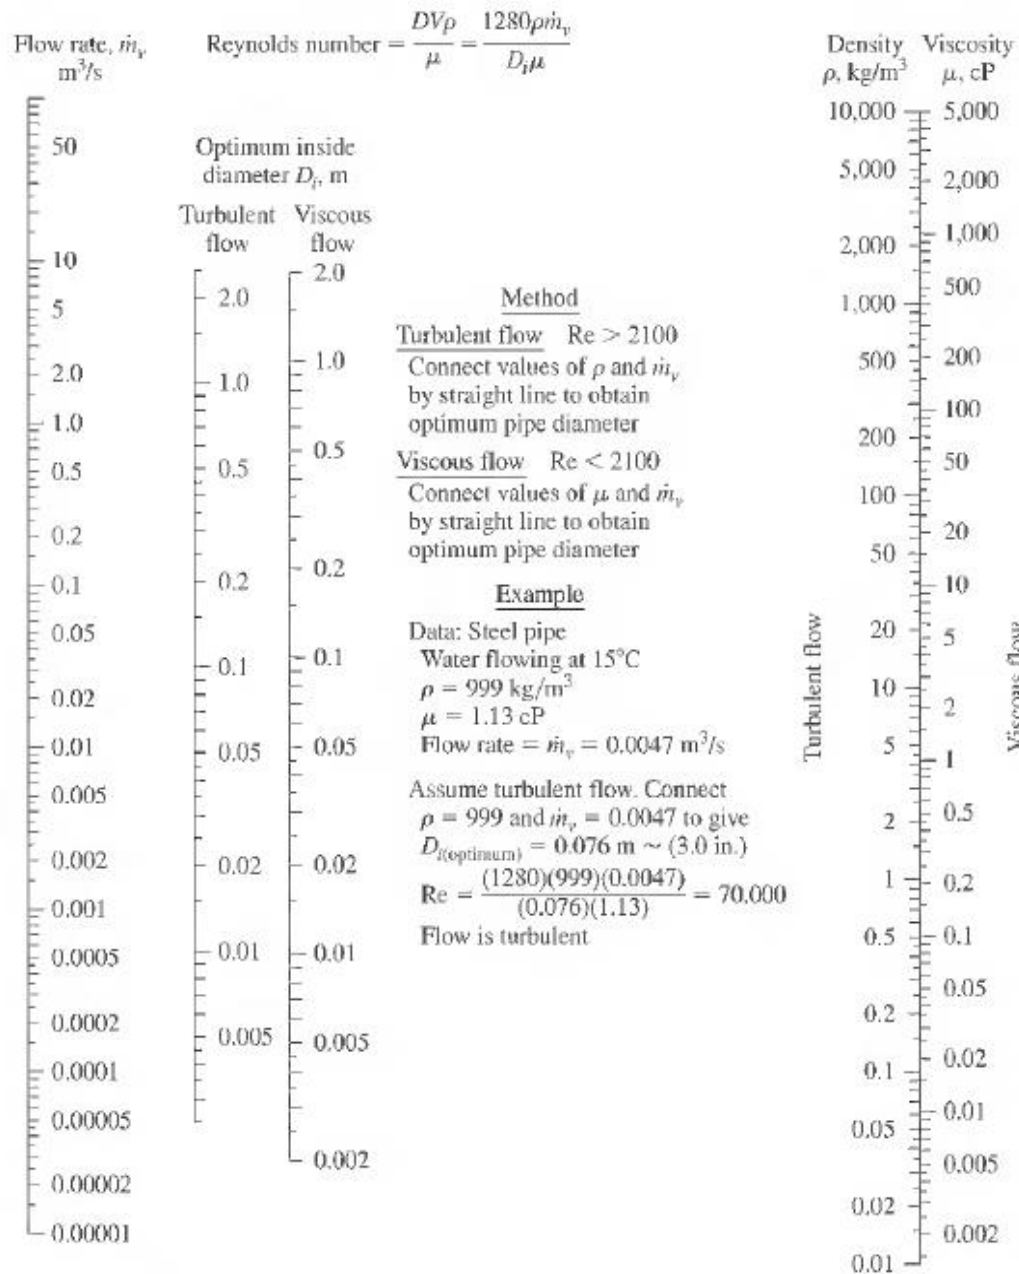 Reynolds number = DVρ/μ = 1280ρṁᵥ/Dᵢμ
Flow rate, ṁᵥ
m³/s
50
10
5
2.0
1.0
0.5
0.2
0.1
0.05
0.02
0.01
0.005
0.002
0.001
0.0005
0.0002
0.0001
0.00005
0.00002
0.00001
Optimum inside
diameter Dᵢ, m
Turbulent
flow
2.0
1.0
0.5
0.2
0.1
0.05
0.02
0.01
0.005
Viscous
flow
2.0
1.0
0.5
0.2
0.1
0.05
0.02
0.01
0.005
0.002
Method
Turbulent flow Re > 2100
Connect values of ρ and ṁᵥ
by straight line to obtain
optimum pipe diameter
Viscous flow Re < 2100
Connect values of μ and ṁᵥ
by straight line to obtain
optimum pipe diameter
Example
Data: Steel pipe
Water flowing at 15°C
ρ = 999 kg/m³
μ = 1.13 cP
Flow rate = ṁᵥ = 0.0047 m³/s
Assume turbulent flow. Connect
ρ = 999 and ṁᵥ = 0.0047 to give
Dᵢ(optimum) = 0.076 m ~ (3.0 in.)
Re = (1280)(999)(0.0047)/(0.076)(1.13) = 70.000
Flow is turbulent
Density
ρ, kg/m³
10,000
5,000
2,000
1,000
500
200
100
50
20
10
5
2
1
0.5
0.2
0.1
0.05
0.02
0.01
Turbulent flow
Viscosity
μ, cP
5,000
2,000
1,000
500
200
100
50
20
10
5
2
1
0.5
0.2
0.1
0.05
0.02
0.01
0.005
0.002
Viscous flow